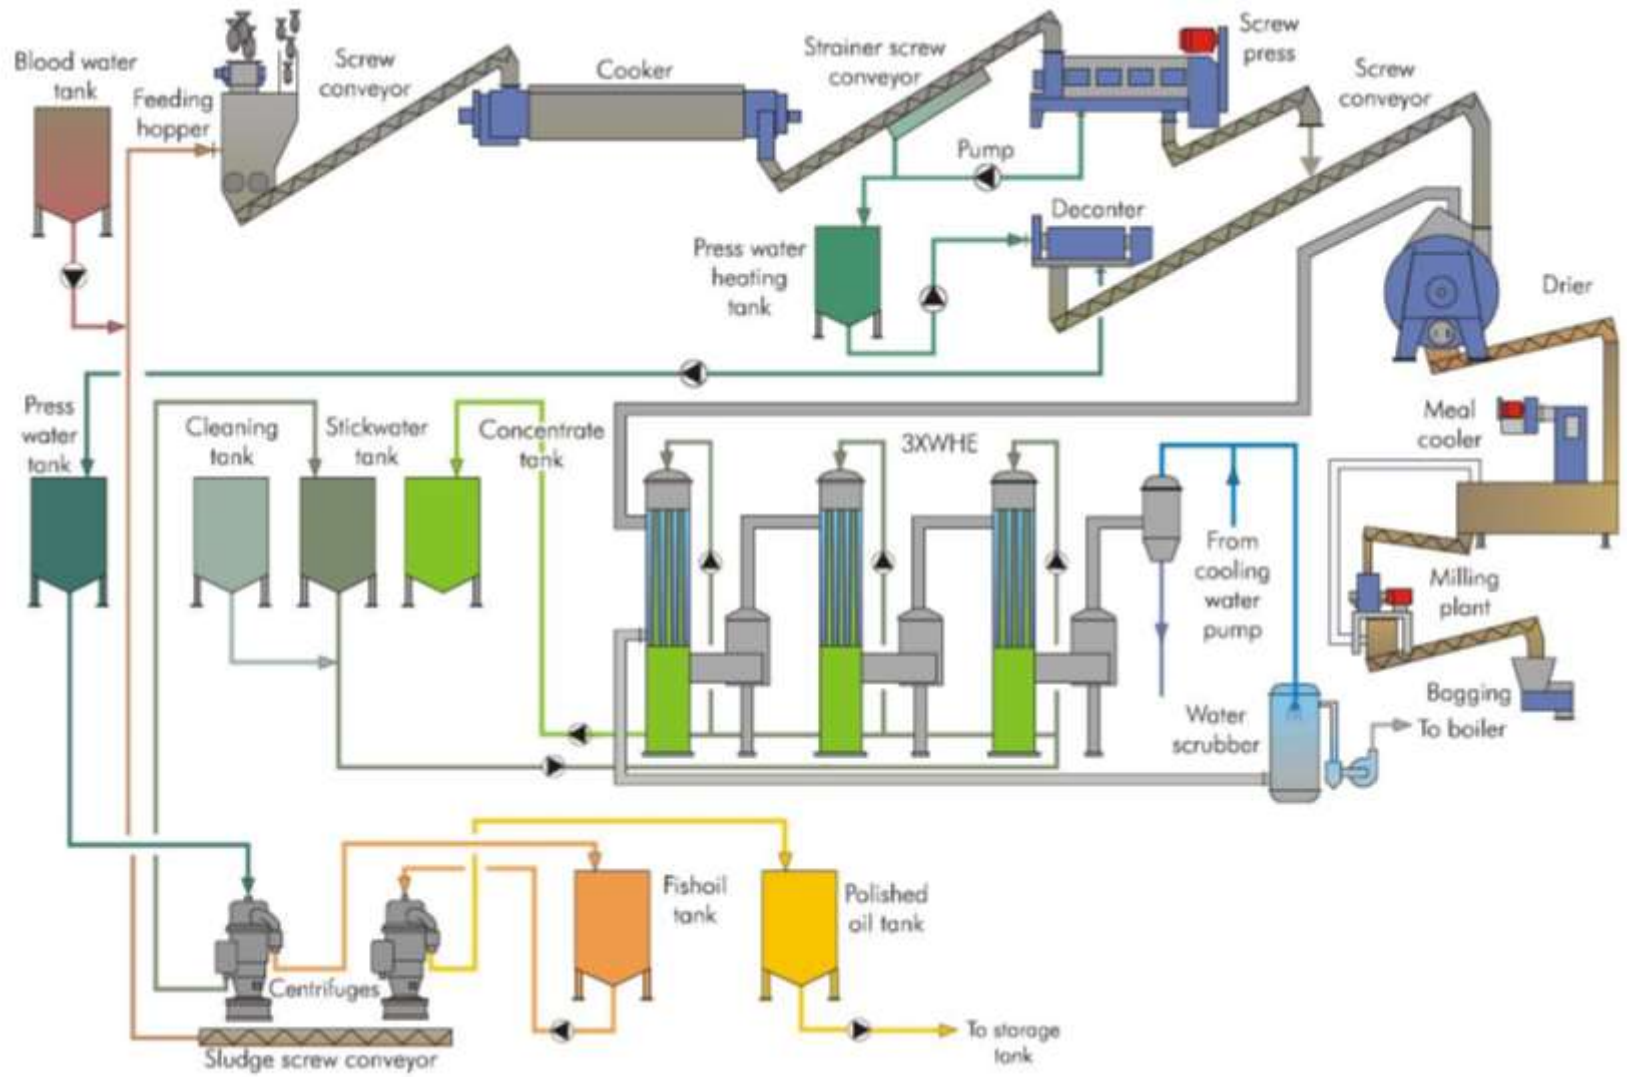 Blood water
tank
Feeding
hopper
Screw
conveyor
Cooker
Strainer screw
conveyor
Screw
press
Screw
conveyor
Pump
Decanter
Press water
heating
tank
Drier
Press
water
tank
Cleaning
tank
Stickwater
tank
Concentrate
tank
3XWHE
Meal
cooler
From
cooling
water
pump
Milling
plant
Bagging
Water
scrubber
To boiler
Fishoil
tank
Polished
oil tank
Centrifuges
Sludge screw conveyor
To storage
tank